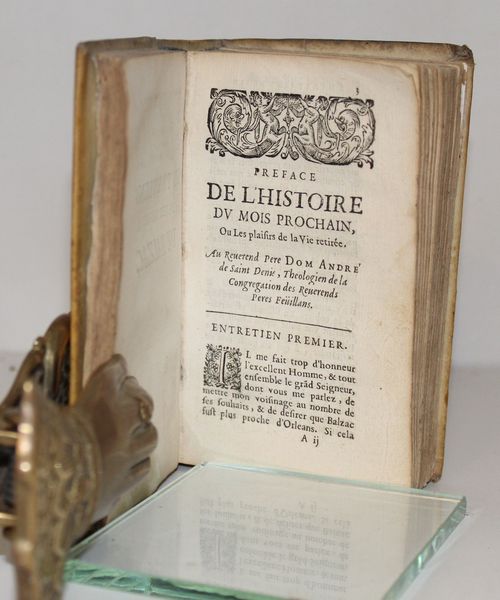 3
PREFACE
DE L'HISTOIRE
DV MOIS PROCHAIN,
Ou Les plaisirs de la Vie retirée.
Au Reuerend Pere DOM ANDRE'
de Saint Denis, Theologien de la
Congregation des Reuerends
Peres Feüillans.
ENTRETIEN PREMIER.
IL me fait trop d'honneur
l'excellent Homme, & tout
ensemble le grãd Seigneur,
dont vous me parlez, de
mettre mon voisinage au nombre de
ses souhaits, & de desirer que Balzac
fust plus proche d'Orleans. Si cela
A ij